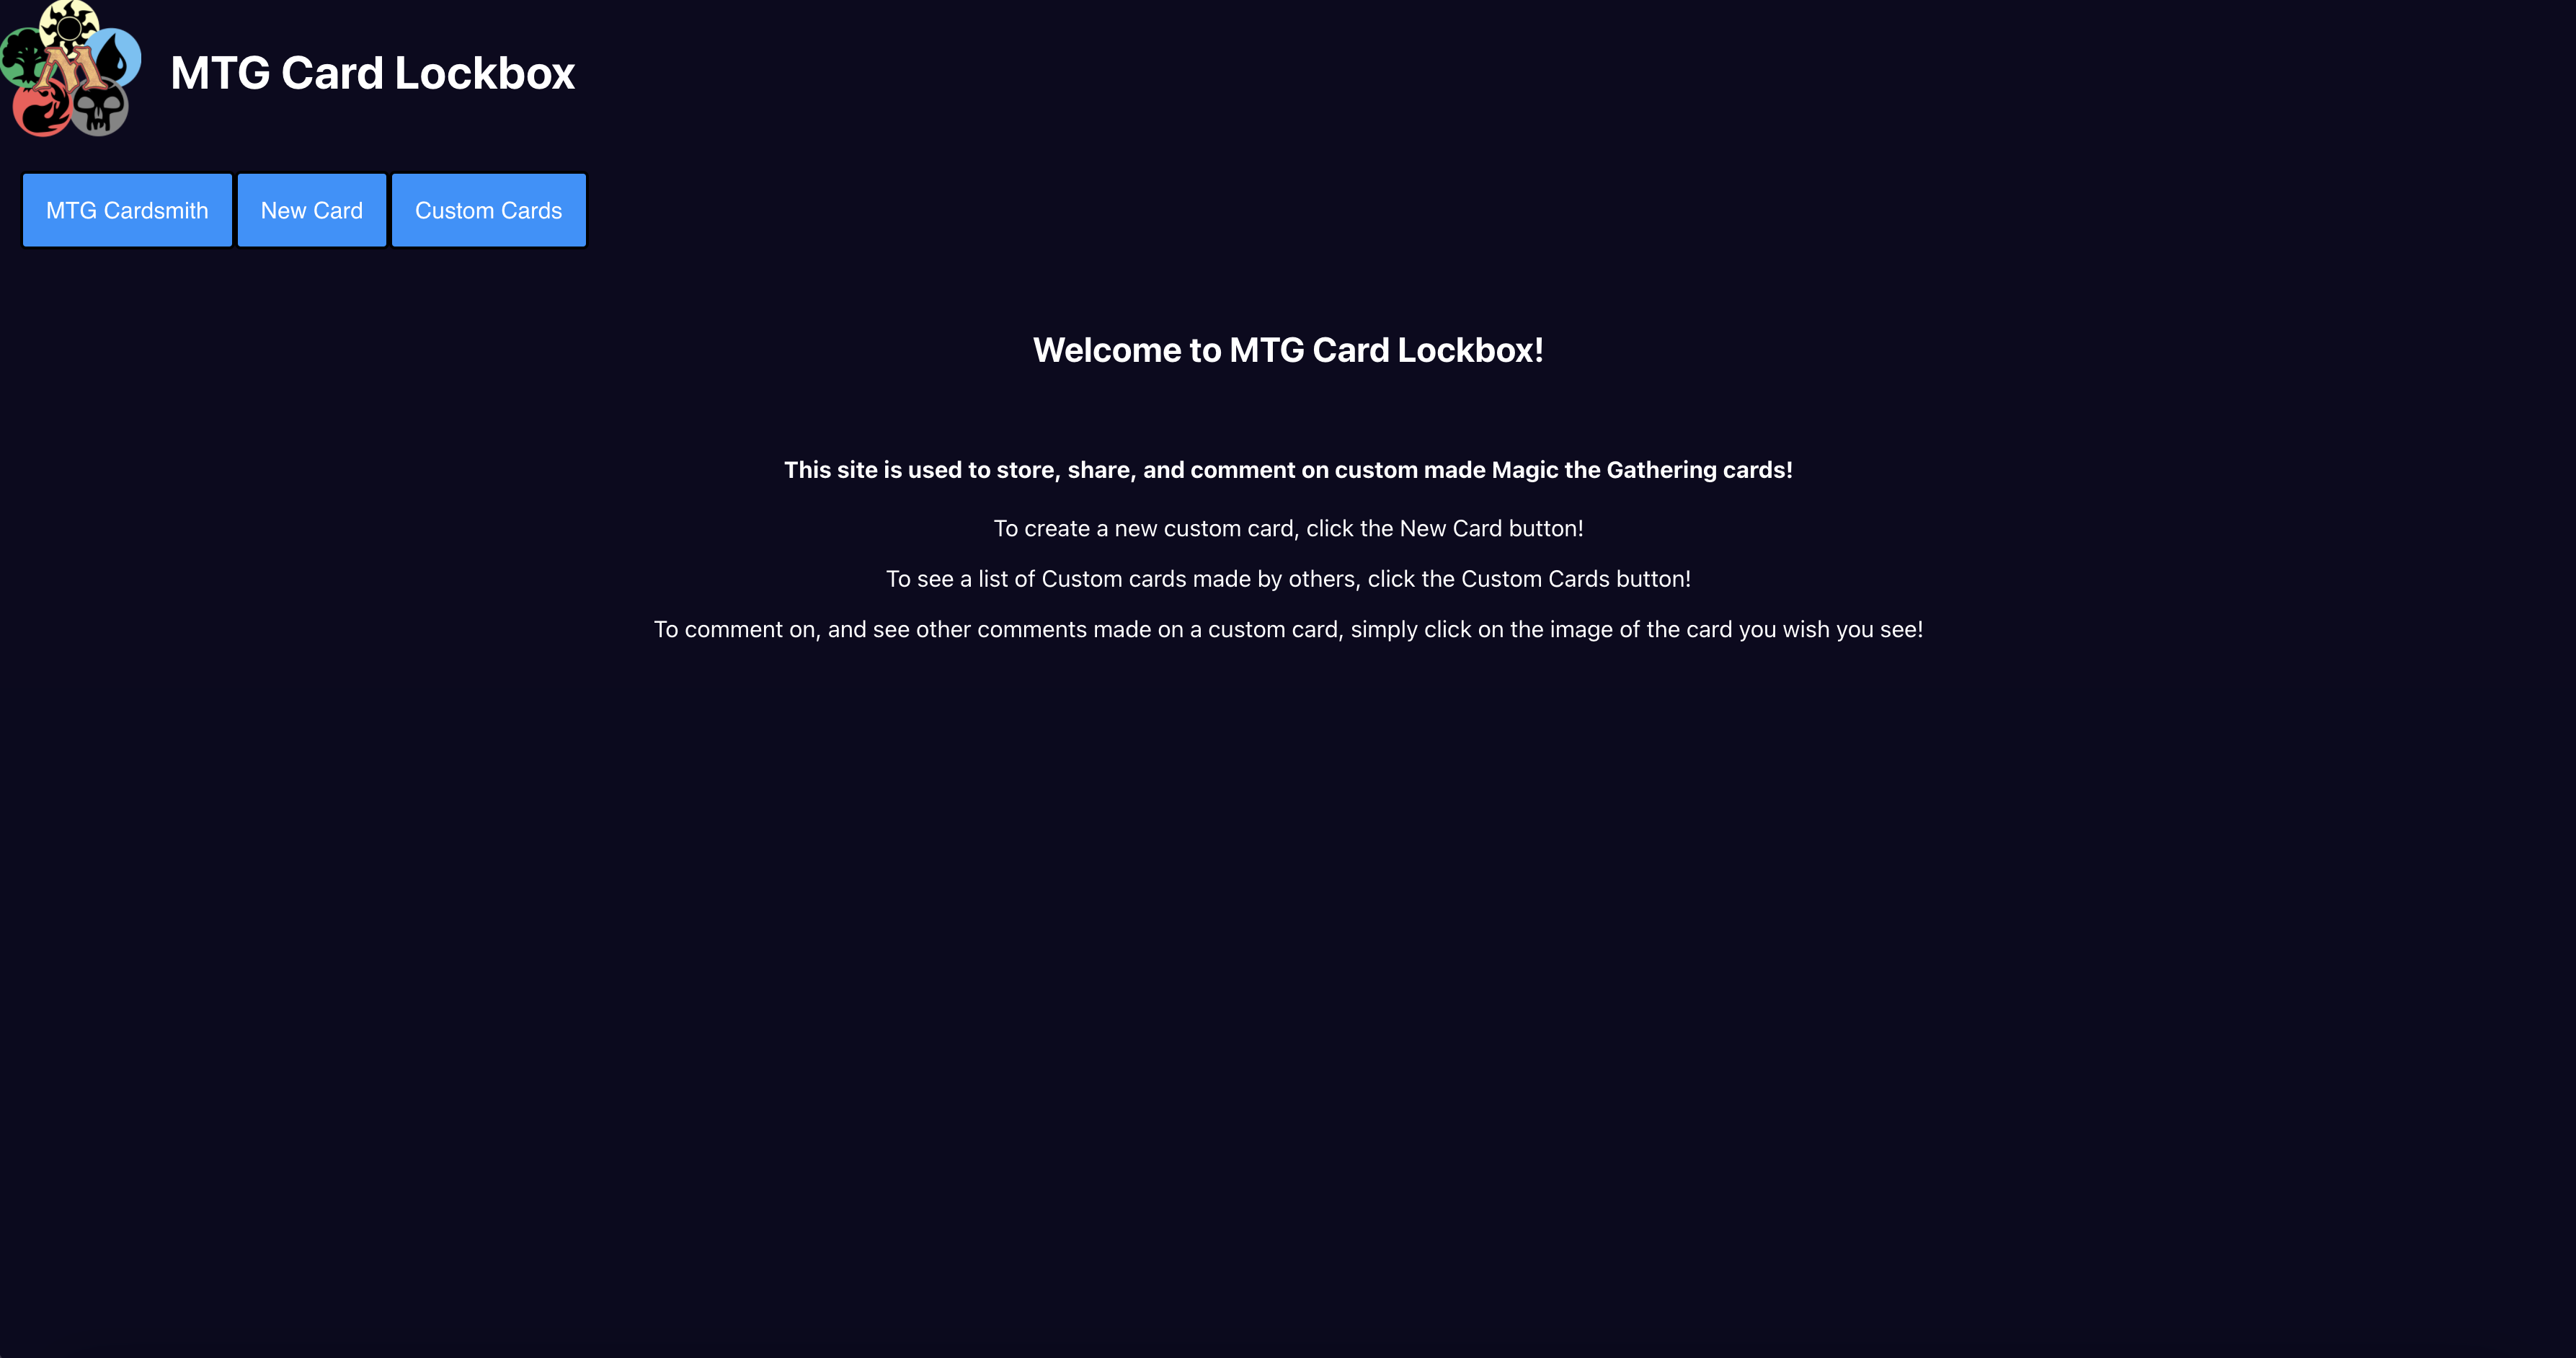 M
MTG Card Lockbox
MTG Cardsmith
New Card
Custom Cards
Welcome to MTG Card Lockbox!
This site is used to store, share, and comment on custom made Magic the Gathering cards!
To create a new custom card, click the New Card button!
To see a list of Custom cards made by others, click the Custom Cards button!
To comment on, and see other comments made on a custom card, simply click on the image of the card you wish you see!